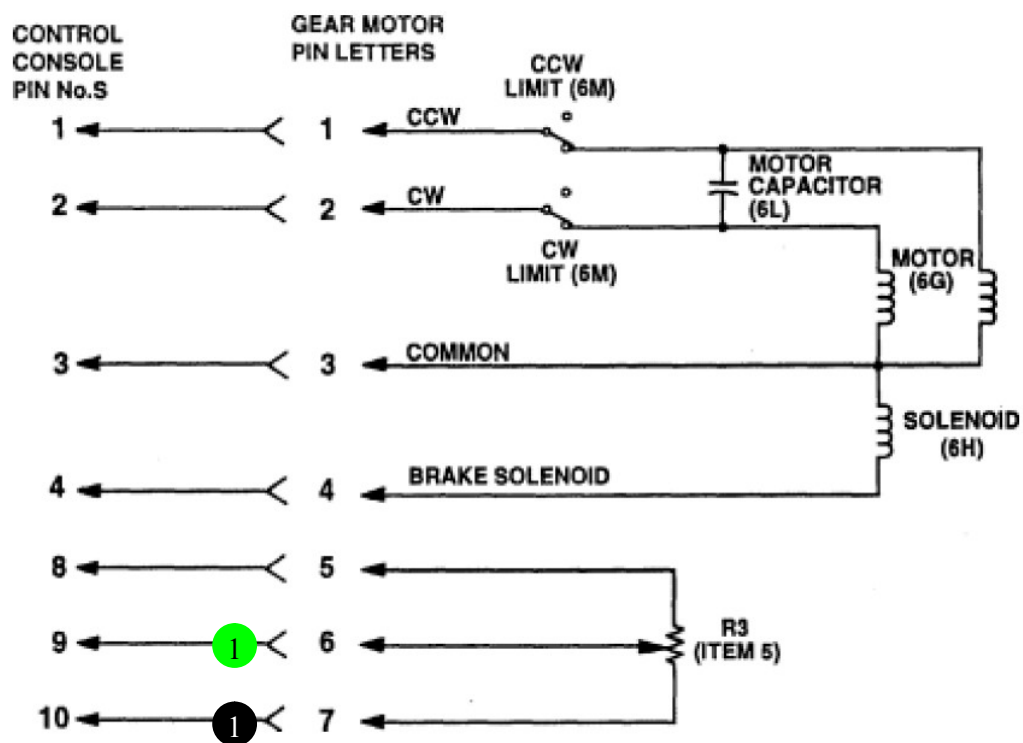 CONTROL
CONSOLE
PIN No.S
GEAR MOTOR
PIN LETTERS
CCW
LIMIT (6M)
1
1
CCW
MOTOR
CAPACITOR
(6L)
2
2
CW
CW
LIMIT (6M)
MOTOR
(6G)
3
3
COMMON
SOLENOID
(6H)
4
4
BRAKE SOLENOID
8
5
9
1
6
R3
(ITEM 5)
10
1
7